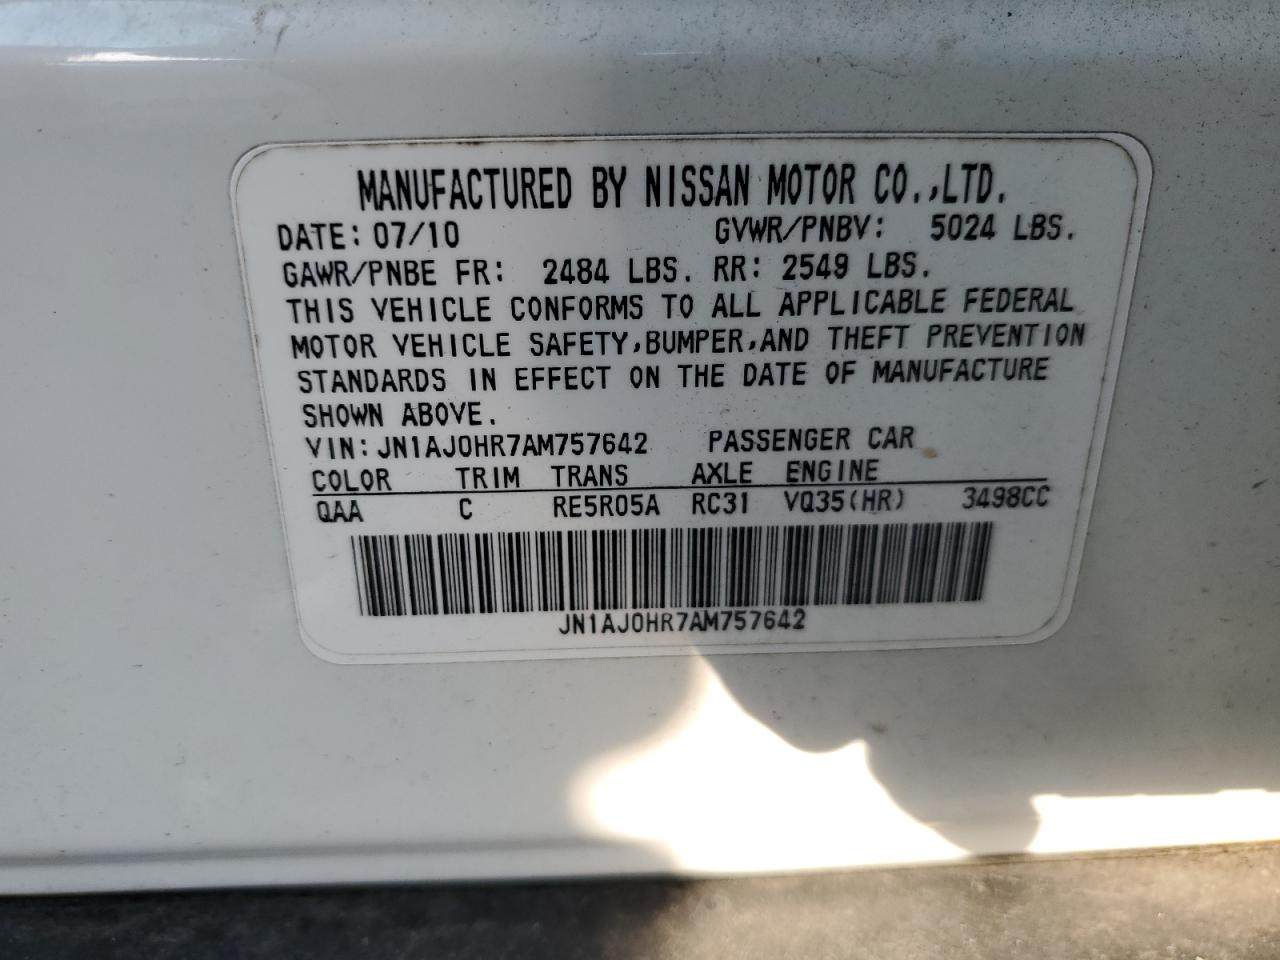 MANUFACTURED BY NISSAN MOTOR CO.,LTD.
DATE: 07/10 GVWR/PNBV: 5024 LBS.
GAWR/PNBE FR: 2484 LBS. RR: 2549 LBS.
THIS VEHICLE CONFORMS TO ALL APPLICABLE FEDERAL
MOTOR VEHICLE SAFETY,BUMPER,AND THEFT PREVENTION
STANDARDS IN EFFECT ON THE DATE OF MANUFACTURE
SHOWN ABOVE.
VIN:JN1AJ0HR7AM757642 PASSENGER CAR
COLOR TRIM TRANS AXLE ENGINE
QAA C RE5R05A RC31 VQ35(HR) 3498CC
JN1AJ0HR7AM757642